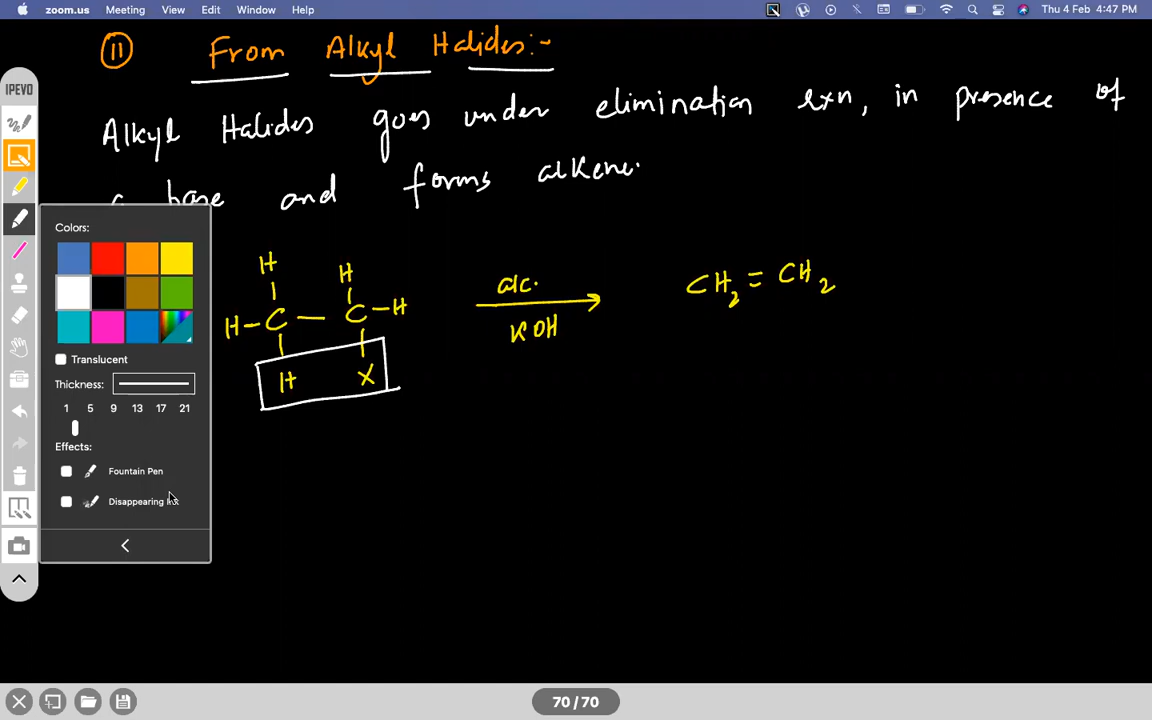 zoom.us Meeting View Edit Window Help Thu 4 Feb 4:47 PM
11 From Alkyl Halides:-
Alkyl Halides goes under elimination rxn, in presence of
base and forms alkene.
IPEVO
Colors:
Translucent
Thickness:
1 5 9 13 17 21
Effects:
Fountain Pen
Disappearing
H H
H-C-C-H
H X
alc.
KOH
CH2=CH2
70 / 70